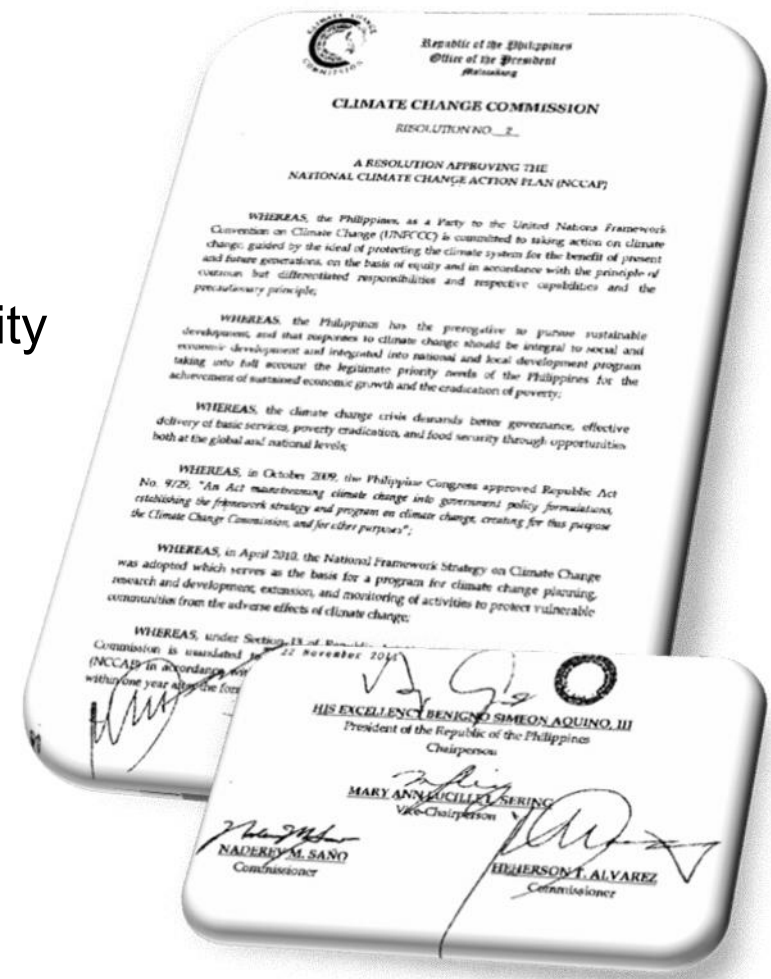 ity
CLIMATE CHANGE
COMMISSION
Republic of the Philippines
Office of the President
Malacañang
CLIMATE CHANGE COMMISSION
RESOLUTION NO. 2
A RESOLUTION APPROVING THE
NATIONAL CLIMATE CHANGE ACTION PLAN (NCCAP)
WHEREAS, the Philippines, as a Party to the United Nations Framework
Convention on Climate Change (UNFCCC) is committed to taking action on climate
change, guided by the ideal of protecting the climate system for the benefit of present
and future generations, on the basis of equity and in accordance with the principle of
common but differentiated responsibilities and respective capabilities and the
precautionary principle;
WHEREAS, the Philippines has the prerogative to pursue sustainable
development, and that responses to climate change should be integral to social and
economic development and integrated into national and local development program
taking into full account the legitimate priority needs of the Philippines for the
achievement of sustained economic growth and the eradication of poverty;
WHEREAS, the climate change crisis demands better governance, effective
delivery of basic services, poverty eradication, and food security through opportunities
both at the global and national levels;
WHEREAS, in October 2009, the Philippine Congress approved Republic Act
No. 9729, "An Act mainstreaming climate change into government policy formulations,
establishing the framework strategy and program on climate change, creating for this purpose
the Climate Change Commission, and for other purposes";
WHEREAS, in April 2010, the National Framework Strategy on Climate Change
was adopted which serves as the basis for a program for climate change planning,
research and development, extension, and monitoring of activities to protect vulnerable
communities from the adverse effects of climate change;
WHEREAS, under Section 13 of Republic
Commission is mandated to
(NCCAP) in accordance
within one year after the
22 November 2011
HIS EXCELLENCY BENIGNO SIMEON AQUINO, III
President of the Republic of the Philippines
Chairperson
MARY ANN LUCILLE L. SERING
Vice-Chairperson
NADEREV M. SAÑO
Commissioner
HEHERSON T. ALVAREZ
Commissioner